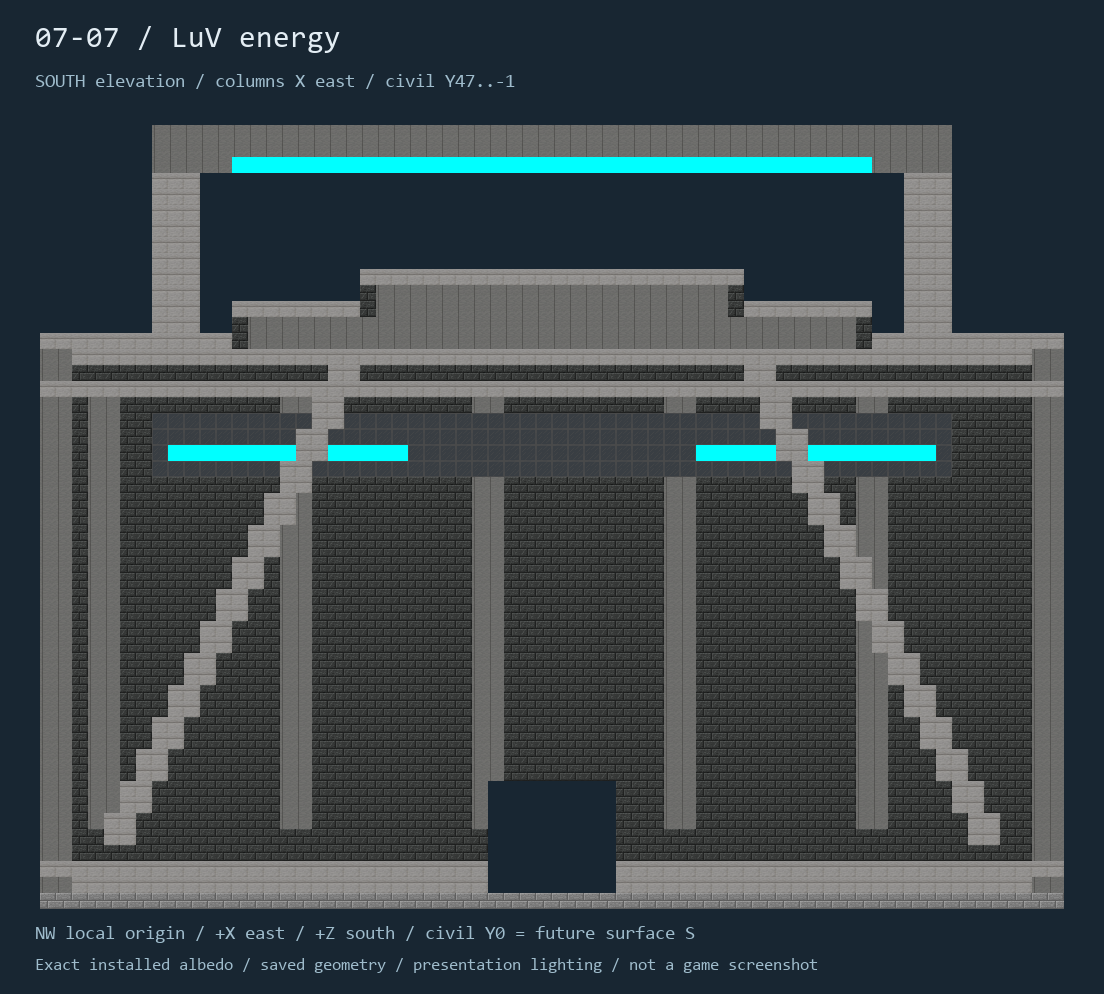 07-07 / LuV energy
SOUTH elevation / columns X east / civil Y47..-1
NW local origin / +X east / +Z south / civil Y0 = future surface S
Exact installed albedo / saved geometry / presentation lighting / not a game screenshot